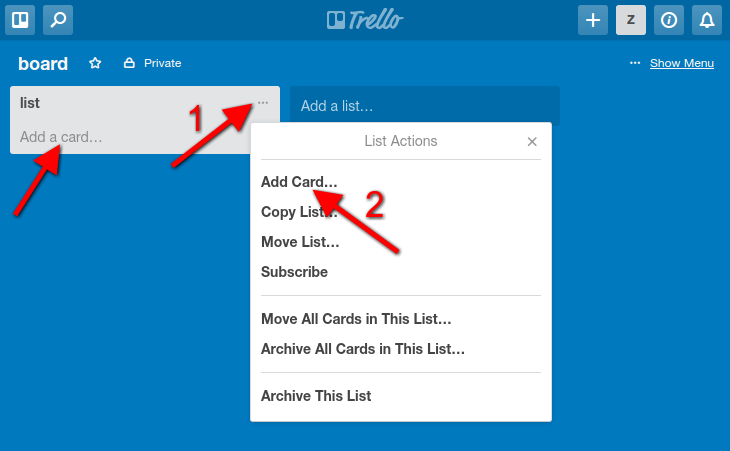 Trello
Z
board
Private
··· Show Menu
list ···
Add a card…
Add a list…
1
List Actions ×
Add Card…
2
Copy List…
Move List…
Subscribe
Move All Cards in This List…
Archive All Cards in This List…
Archive This List